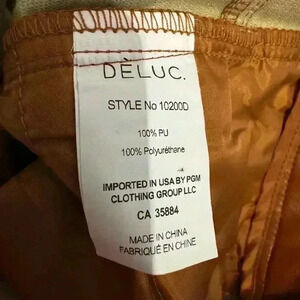 DÈLUC.
STYLE No 10200D
100% PU
100% Polyuréthane
IMPORTED IN USA BY PGM
CLOTHING GROUP LLC
CA 35884
MADE IN CHINA
FABRIQUÉ EN CHINE